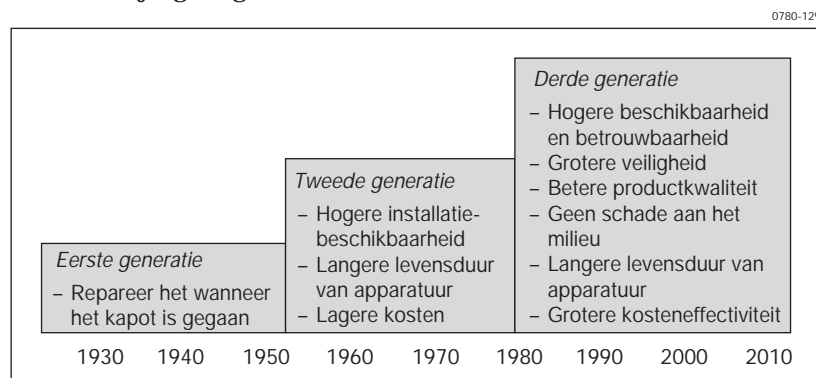 0780-129
Eerste generatie
– Repareer het wanneer
het kapot is gegaan
Tweede generatie
– Hogere installatie-
beschikbaarheid
– Langere levensduur
van apparatuur
– Lagere kosten
Derde generatie
– Hogere beschikbaarheid
en betrouwbaarheid
– Grotere veiligheid
– Betere productkwaliteit
– Geen schade aan het
milieu
– Langere levensduur van
apparatuur
– Grotere kosteneffectiviteit
1930 1940 1950 1960 1970 1980 1990 2000 2010